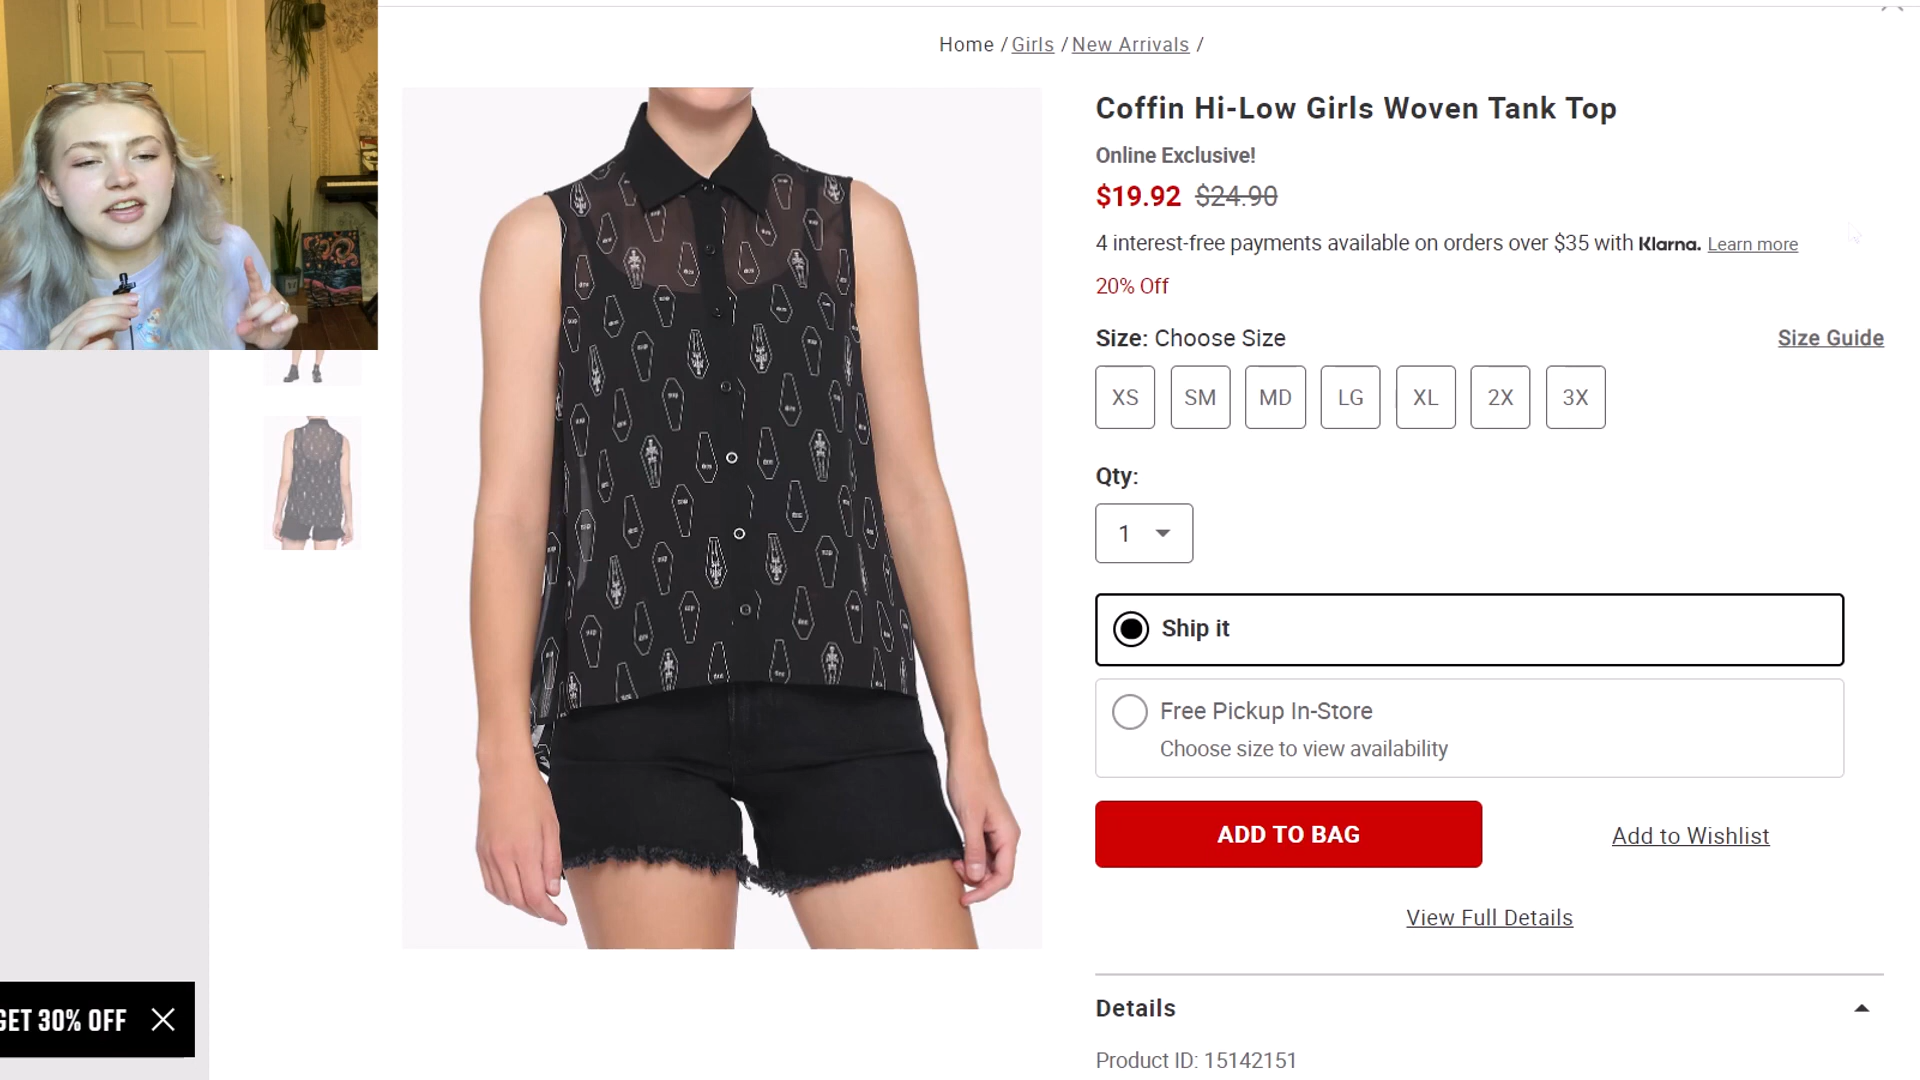 Home / Girls / New Arrivals /
Coffin Hi-Low Girls Woven Tank Top
Online Exclusive!
$19.92 $24.90
4 interest-free payments available on orders over $35 with Klarna. Learn more
20% Off
Size: Choose Size
Size Guide
XS SM MD LG XL 2X 3X
Qty:
1
Ship it
Free Pickup In-Store
Choose size to view availability
ADD TO BAG
Add to Wishlist
View Full Details
GET 30% OFF
Details
Product ID: 15142151